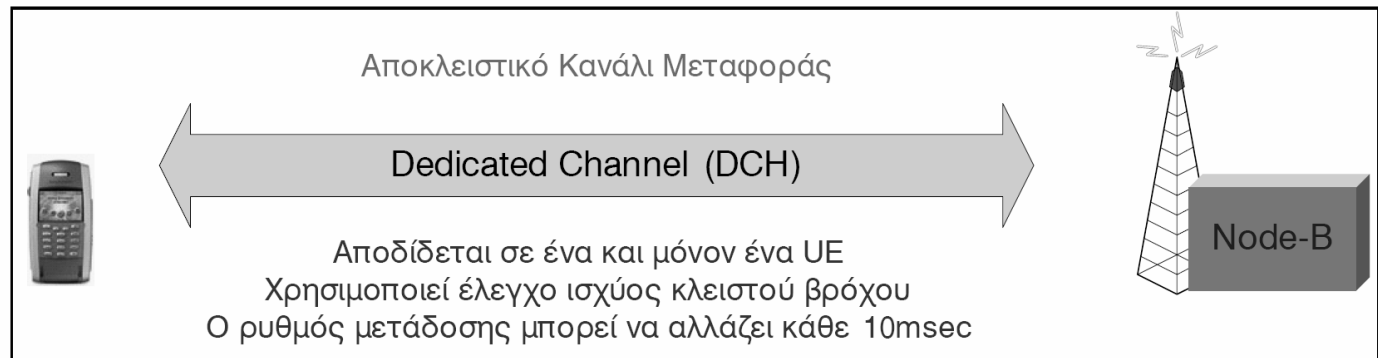 Αποκλειστικό Κανάλι Μεταφοράς
Dedicated Channel (DCH)
Node-B
Αποδίδεται σε ένα και μόνον ένα UE
Χρησιμοποιεί έλεγχο ισχύος κλειστού βρόχου
Ο ρυθμός μετάδοσης μπορεί να αλλάζει κάθε 10msec